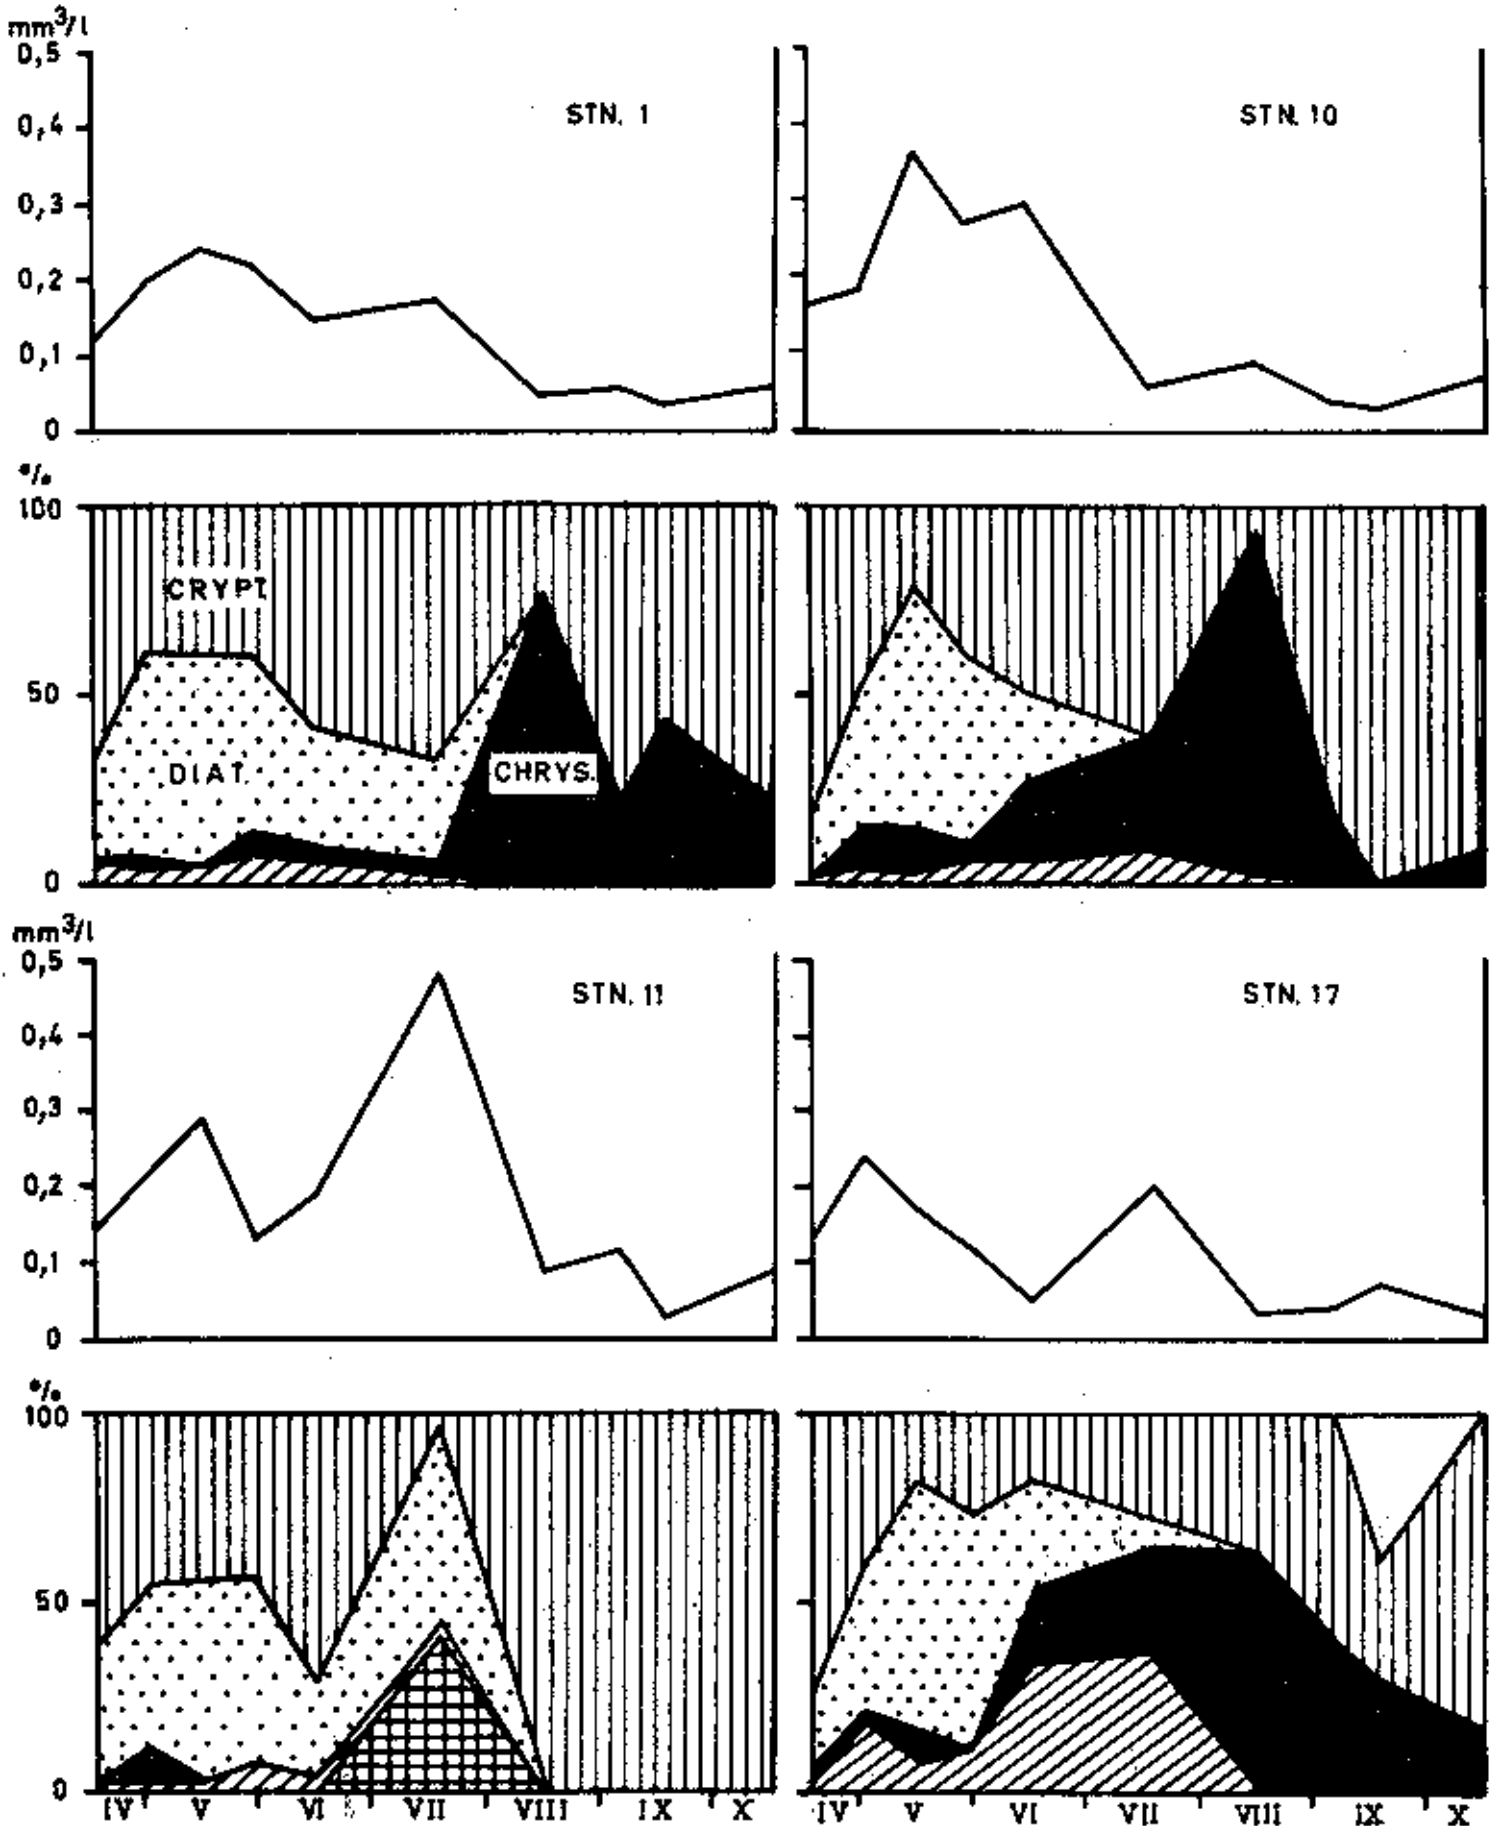 mm³/l
0,5
0,4
0,3
0,2
0,1
0
STN. 1
STN. 10
%
100
50
0
CRYPT.
DIAT.
CHRYS.
mm³/l
0,5
0,4
0,3
0,2
0,1
0
STN. 11
STN. 17
%
100
50
0
IV V VI VII VIII IX X
IV V VI VII VIII IX X